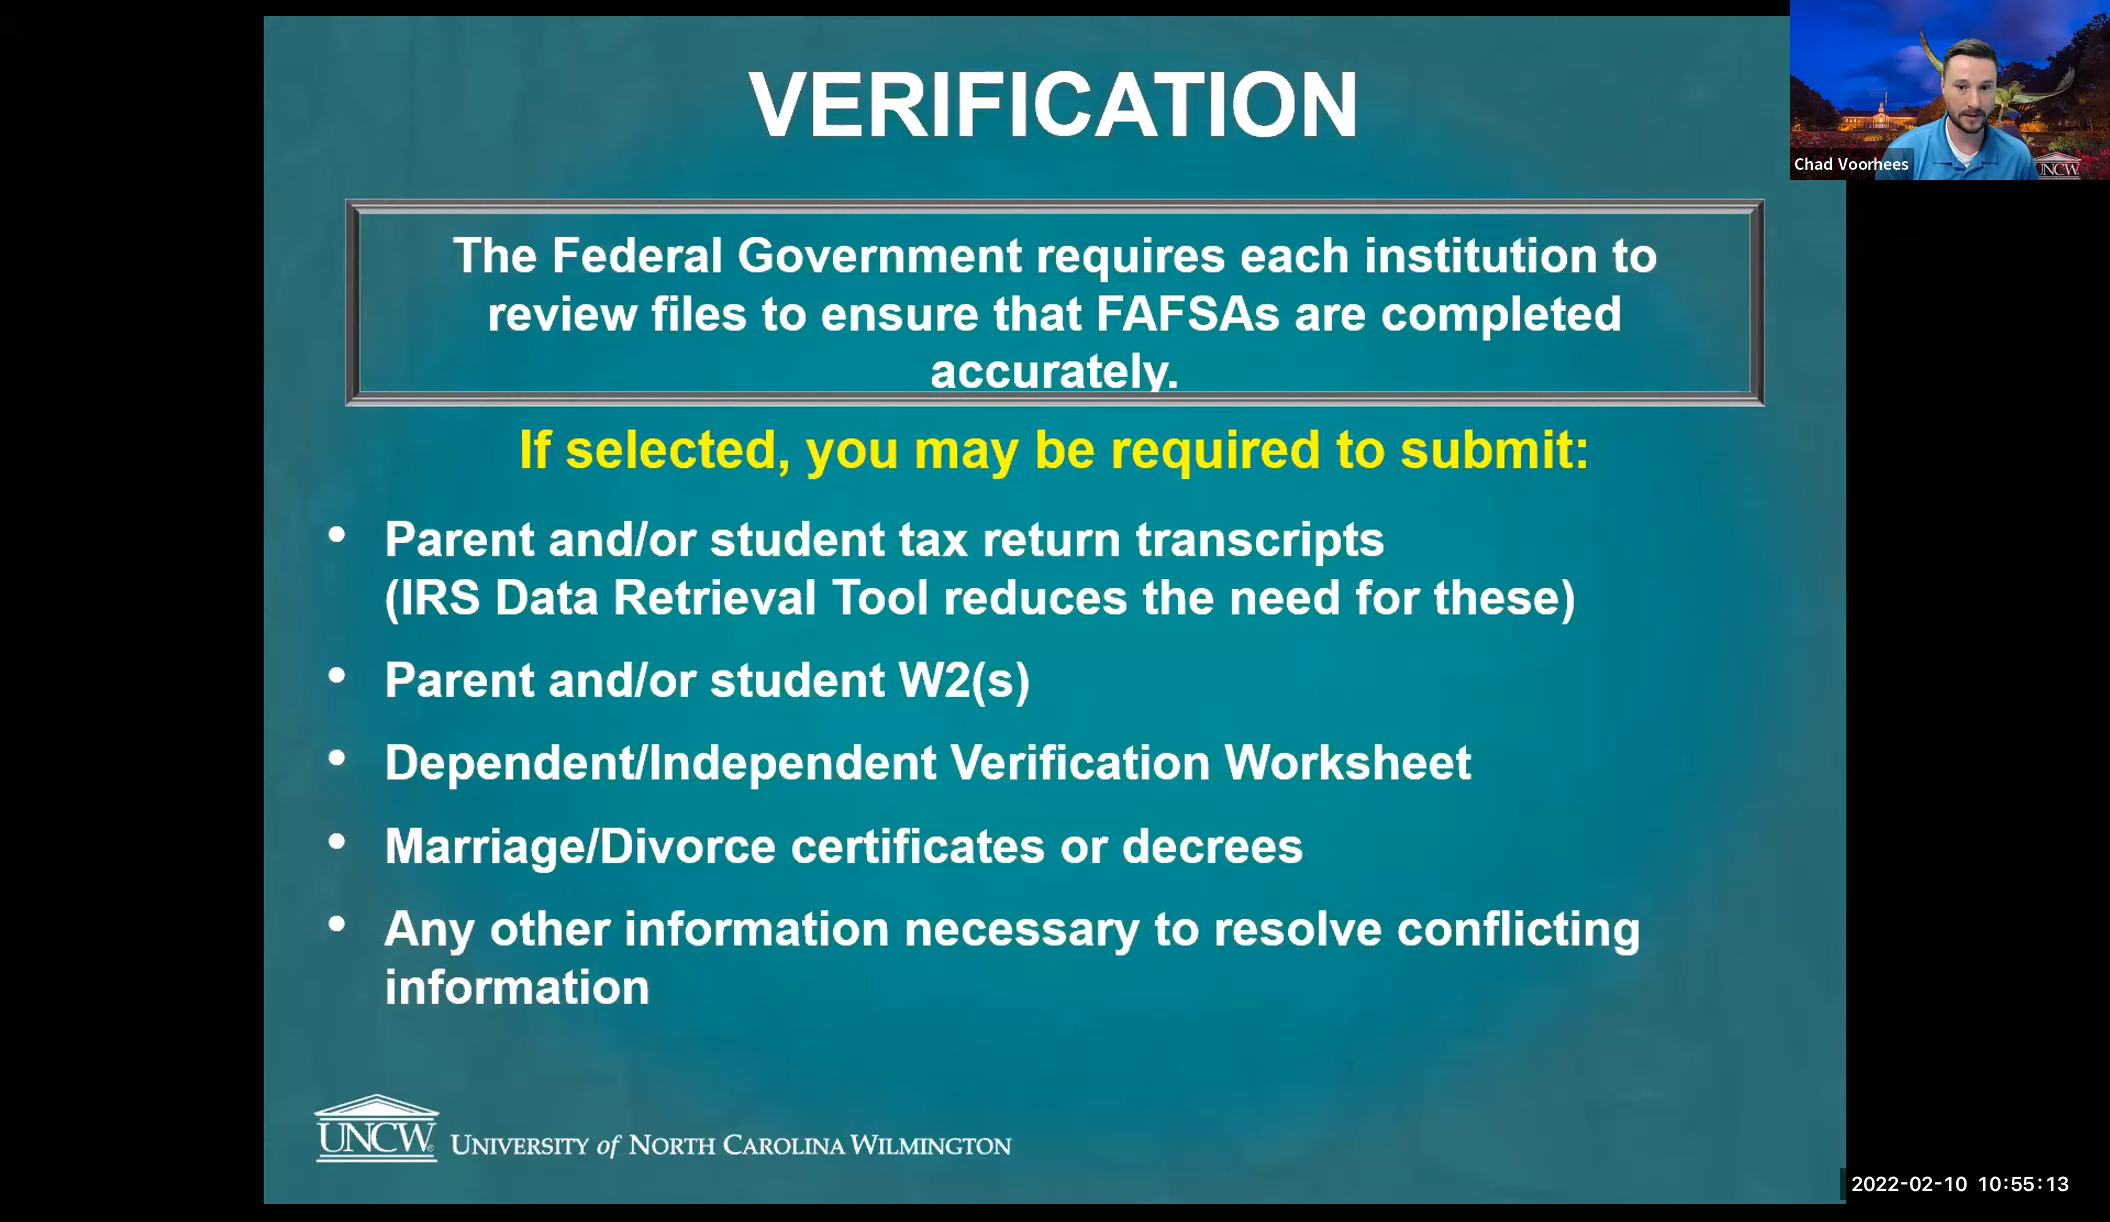 VERIFICATION
Chad Voorhees
UNCW
The Federal Government requires each institution to
review files to ensure that FAFSAs are completed
accurately.
If selected, you may be required to submit:
• Parent and/or student tax return transcripts
(IRS Data Retrieval Tool reduces the need for these)
• Parent and/or student W2(s)
• Dependent/Independent Verification Worksheet
• Marriage/Divorce certificates or decrees
• Any other information necessary to resolve conflicting
information
UNCW® UNIVERSITY of NORTH CAROLINA WILMINGTON
2022-02-10 10:55:13